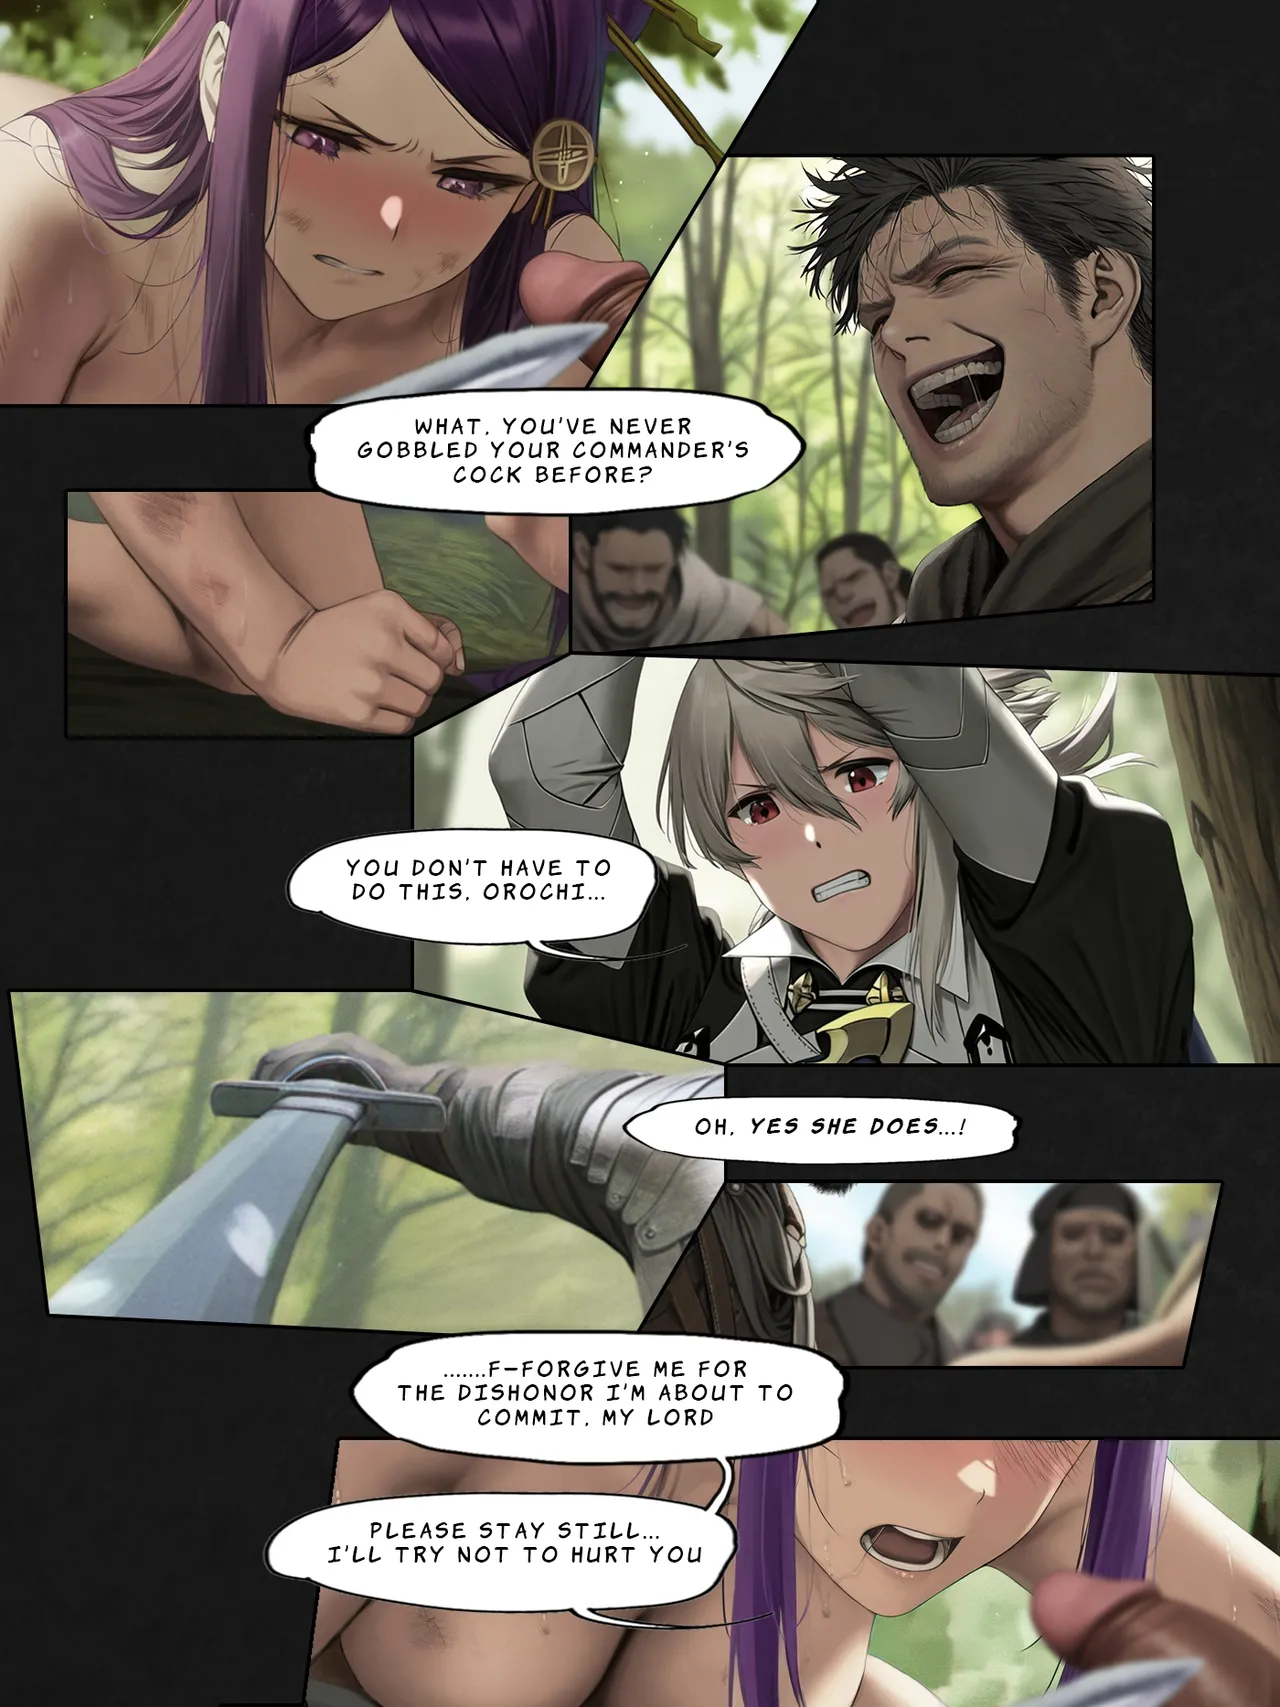 WHAT, YOU'VE NEVER
GOBBLED YOUR COMMANDER'S
COCK BEFORE?
YOU DON'T HAVE TO
DO THIS, OROCHI...
OH, YES SHE DOES...!
.......F-FORGIVE ME FOR
THE DISHONOR I'M ABOUT TO
COMMIT, MY LORD
PLEASE STAY STILL...
I'LL TRY NOT TO HURT YOU